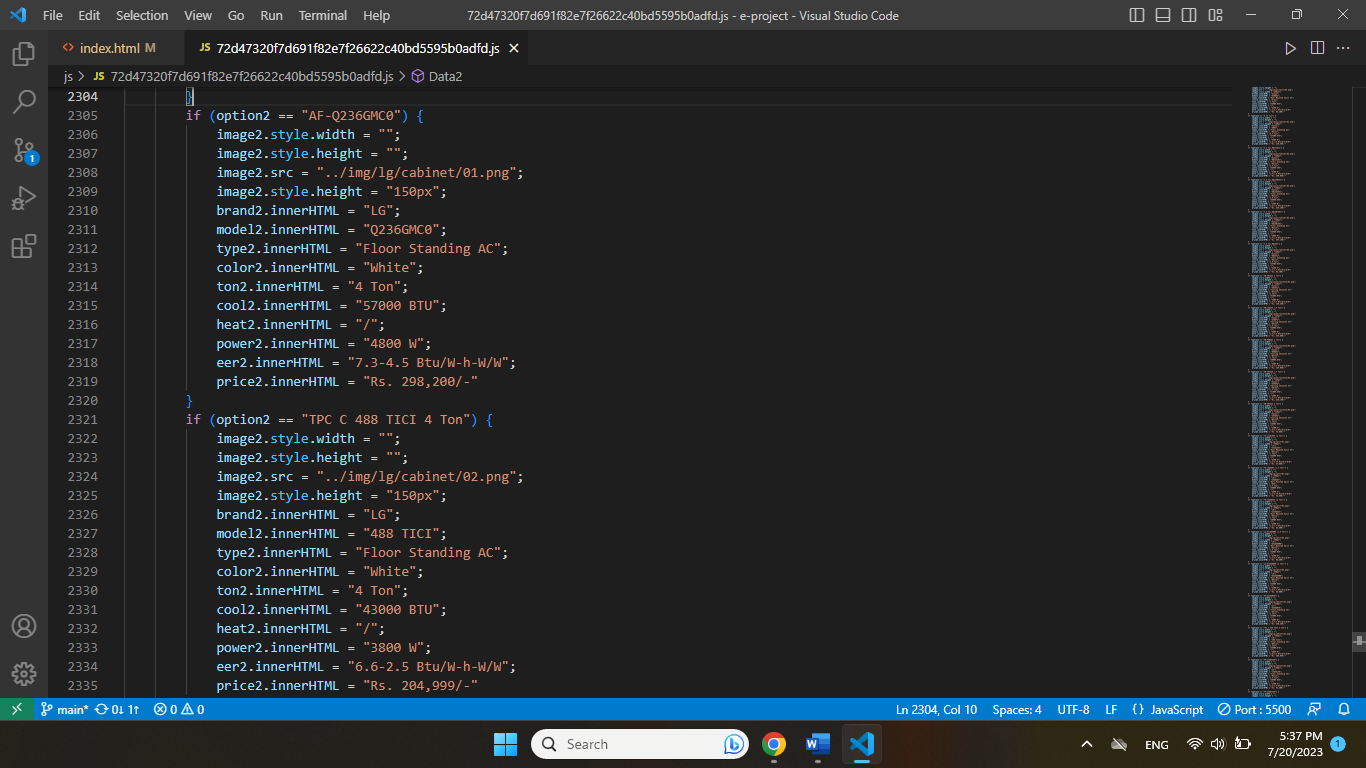 File Edit Selection View Go Run Terminal Help 72d47320f7d691f82e7f26622c40bd5595b0adfd.js - e-project - Visual Studio Code
index.html M JS 72d47320f7d691f82e7f26622c40bd5595b0adfd.js
js > JS 72d47320f7d691f82e7f26622c40bd5595b0adfd.js > Data2
2304 }
2305 if (option2 == "AF-Q236GMC0") {
2306 image2.style.width = "";
2307 image2.style.height = "";
2308 image2.src = "../img/lg/cabinet/01.png";
2309 image2.style.height = "150px";
2310 brand2.innerHTML = "LG";
2311 model2.innerHTML = "Q236GMC0";
2312 type2.innerHTML = "Floor Standing AC";
2313 color2.innerHTML = "White";
2314 ton2.innerHTML = "4 Ton";
2315 cool2.innerHTML = "57000 BTU";
2316 heat2.innerHTML = "/";
2317 power2.innerHTML = "4800 W";
2318 eer2.innerHTML = "7.3-4.5 Btu/W-h-W/W";
2319 price2.innerHTML = "Rs. 298,200/-"
2320 }
2321 if (option2 == "TPC C 488 TICI 4 Ton") {
2322 image2.style.width = "";
2323 image2.style.height = "";
2324 image2.src = "../img/lg/cabinet/02.png";
2325 image2.style.height = "150px";
2326 brand2.innerHTML = "LG";
2327 model2.innerHTML = "488 TICI";
2328 type2.innerHTML = "Floor Standing AC";
2329 color2.innerHTML = "White";
2330 ton2.innerHTML = "4 Ton";
2331 cool2.innerHTML = "43000 BTU";
2332 heat2.innerHTML = "/";
2333 power2.innerHTML = "3800 W";
2334 eer2.innerHTML = "6.6-2.5 Btu/W-h-W/W";
2335 price2.innerHTML = "Rs. 204,999/-"
main* 0↓ 1↑ 0 0 Ln 2304, Col 10 Spaces: 4 UTF-8 LF {} JavaScript Port : 5500
Search ENG 5:37 PM
7/20/2023 1